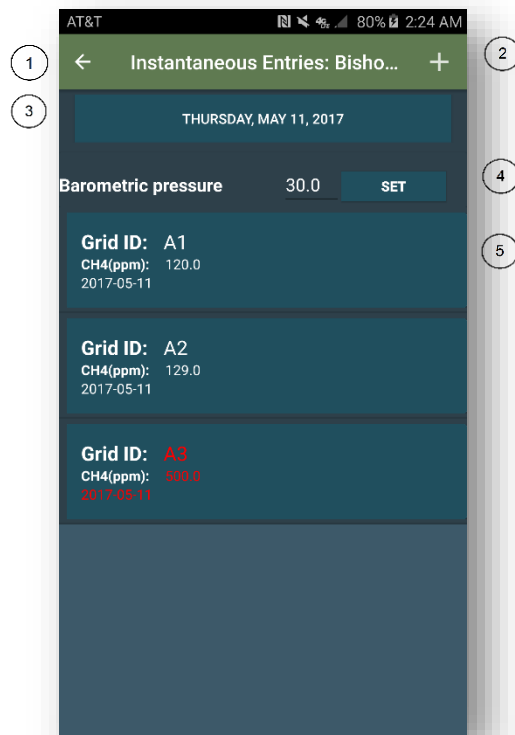 AT&T 80% 2:24 AM
1
Instantaneous Entries: Bisho...
2
3
THURSDAY, MAY 11, 2017
Barometric pressure 30.0 SET
4
5
Grid ID: A1
CH4(ppm): 120.0
2017-05-11
Grid ID: A2
CH4(ppm): 129.0
2017-05-11
Grid ID: A3
CH4(ppm): 600.0
2017-05-11